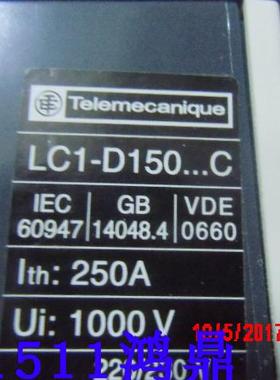 Telemecanique
LC1-D150...C
IEC GB VDE
60947 14048.4 0660
Ith: 250A
Ui: 1000 V
10/5/2017
1511鸿鼎